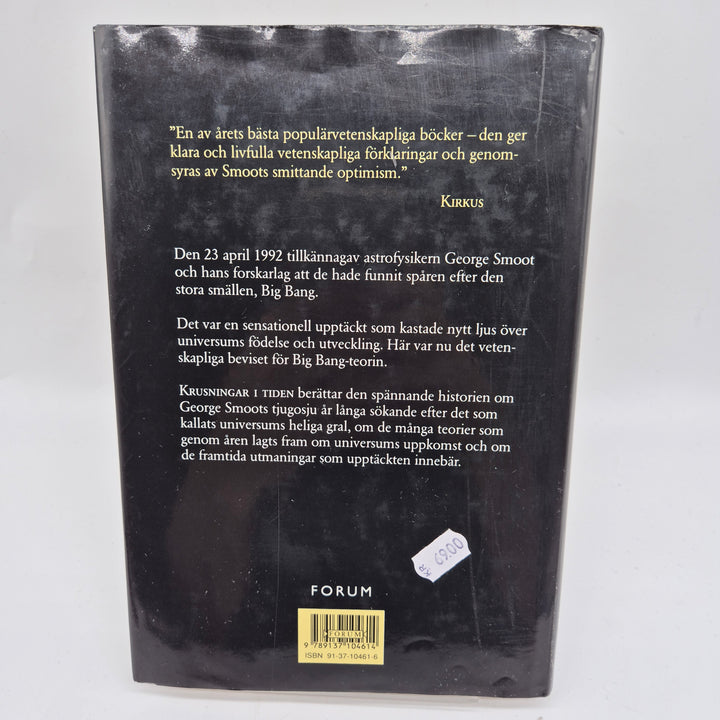 ”En av årets bästa populärvetenskapliga böcker – den ger
klara och livfulla vetenskapliga förklaringar och genom-
syras av Smoots smittande optimism.”
KIRKUS
Den 23 april 1992 tillkännagav astrofysikern George Smoot
och hans forskarlag att de hade funnit spåren efter den
stora smällen, Big Bang.
Det var en sensationell upptäckt som kastade nytt ljus över
universums födelse och utveckling. Här var nu det veten-
skapliga beviset för Big Bang-teorin.
KRUSNINGAR I TIDEN berättar den spännande historien om
George Smoots tjugosju år långa sökande efter det som
kallats universums heliga gral, om de många teorier som
genom åren lagts fram om universums uppkomst och om
de framtida utmaningar som upptäckten innebär.
KR 69.00
FORUM
FORUM
9 789137 104614
ISBN 91-37-10461-6